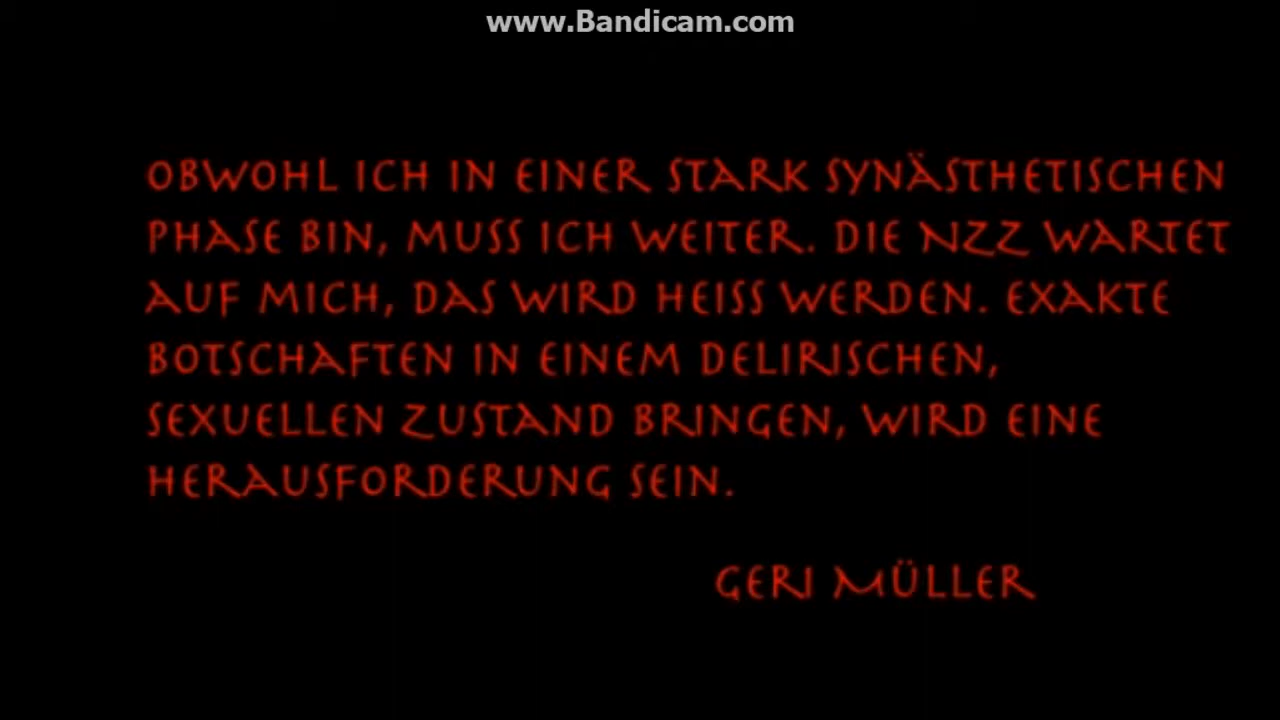 www.Bandicam.com
OBWOHL ICH IN EINER STARK SYNÄSTHETISCHEN
PHASE BIN, MUSS ICH WEITER. DIE NZZ WARTET
AUF MICH, DAS WIRD HEISS WERDEN. EXAKTE
BOTSCHAFTEN IN EINEM DELIRISCHEN,
SEXUELLEN ZUSTAND BRINGEN, WIRD EINE
HERAUSFORDERUNG SEIN.
GERI MÜLLER